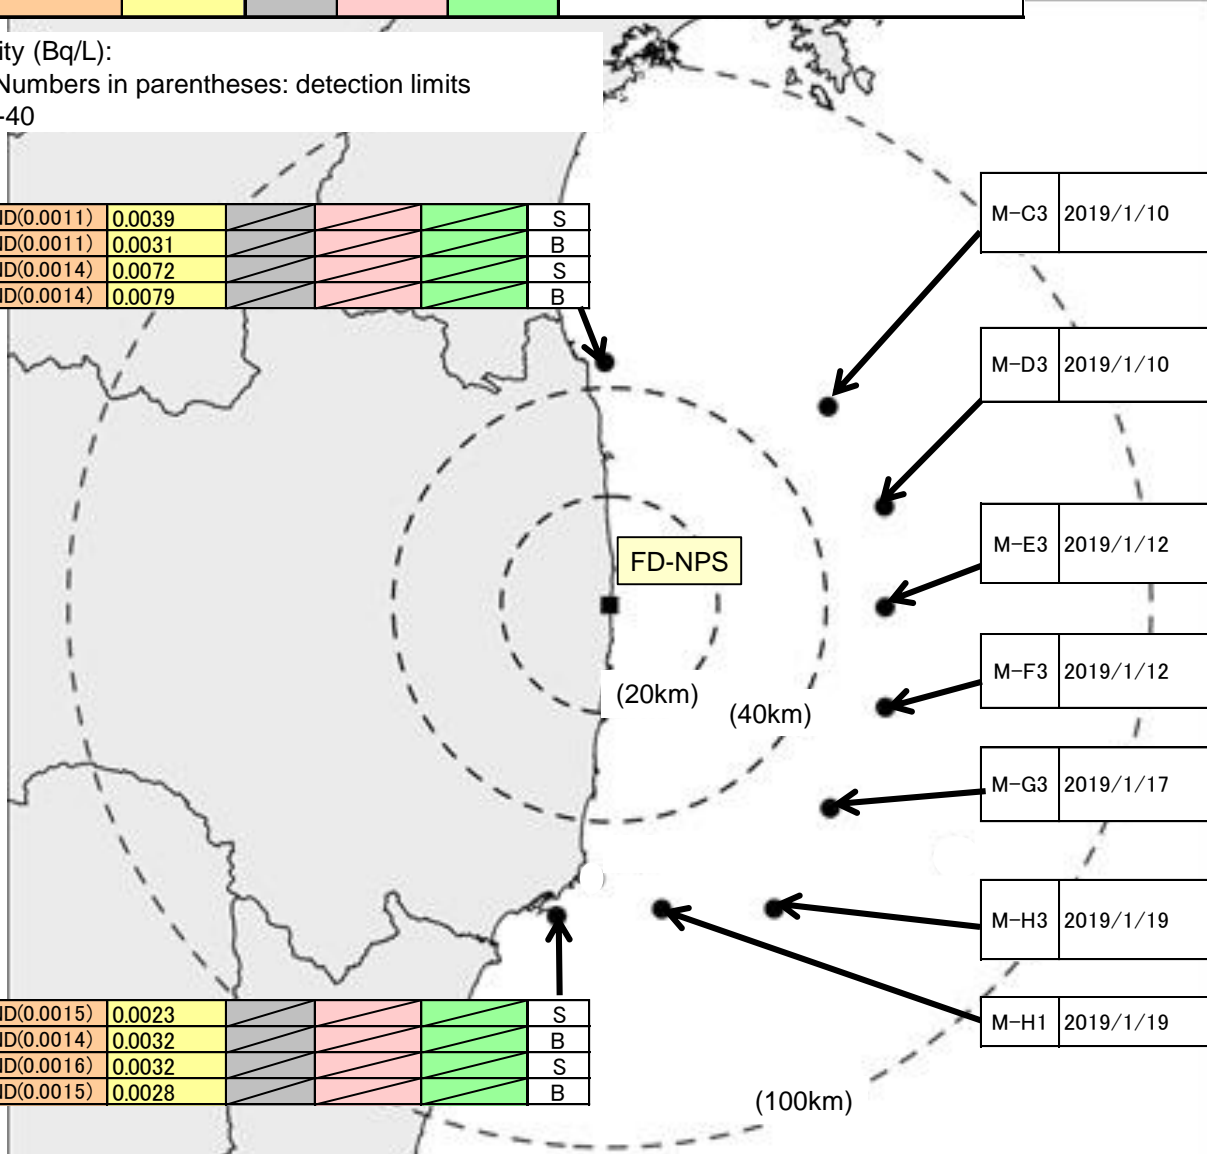 ity (Bq/L):
Numbers in parentheses: detection limits
-40
ND(0.0011) 0.0039 S
ND(0.0011) 0.0031 B
ND(0.0014) 0.0072 S
ND(0.0014) 0.0079 B
M-C3 2019/1/10
M-D3 2019/1/10
M-E3 2019/1/12
FD-NPS
M-F3 2019/1/12
(20km)
(40km)
M-G3 2019/1/17
M-H3 2019/1/19
ND(0.0015) 0.0023 S
ND(0.0014) 0.0032 B
ND(0.0016) 0.0032 S
ND(0.0015) 0.0028 B
M-H1 2019/1/19
(100km)